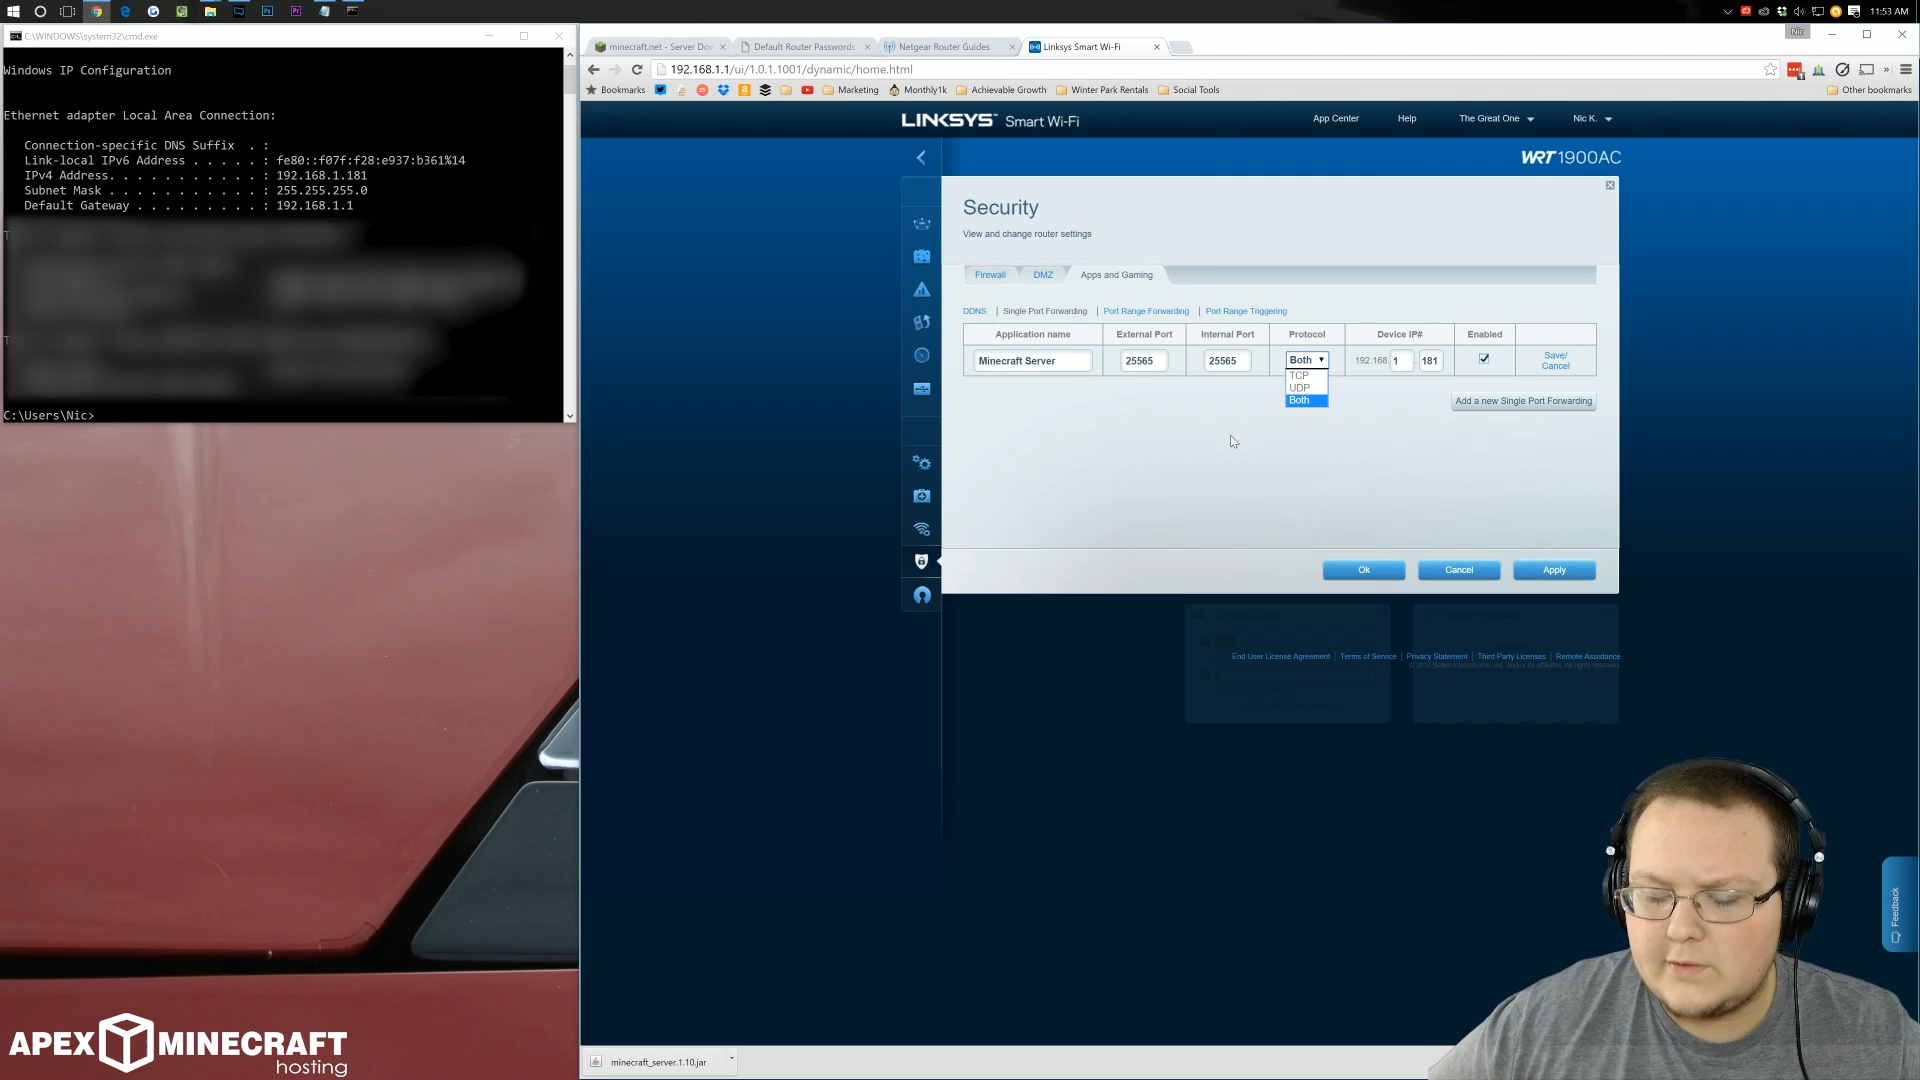 11:53 AM
C:\WINDOWS\system32\cmd.exe
Windows IP Configuration
Ethernet adapter Local Area Connection:
Connection-specific DNS Suffix . :
Link-local IPv6 Address . . . . . : fe80::f07f:f28:e937:b361%14
IPv4 Address. . . . . . . . . . . : 192.168.1.181
Subnet Mask . . . . . . . . . . . : 255.255.255.0
Default Gateway . . . . . . . . . : 192.168.1.1
T
T
C:\Users\Nic>
Nic
minecraft.net - Server Dow
Default Router Passwords
Netgear Router Guides
Linksys Smart Wi-Fi
192.168.1.1/ui/1.0.1.1001/dynamic/home.html
Bookmarks
Marketing
Monthly1k
Achievable Growth
Winter Park Rentals
Social Tools
Other bookmarks
LINKSYS™ Smart Wi-Fi
App Center
Help
The Great One
Nic K.
WRT1900AC
Security
View and change router settings
Firewall
DMZ
Apps and Gaming
DDNS | Single Port Forwarding | Port Range Forwarding | Port Range Triggering
Application name External Port Internal Port Protocol Device IP# Enabled
Minecraft Server 25565 25565 Both 192.168. 1 181 Save/
Cancel
TCP
UDP
Both
Add a new Single Port Forwarding
Ok
Cancel
Apply
End User License Agreement | Terms of Service | Privacy Statement | Third Party Licenses | Remote Assistance
Feedback
minecraft_server.1.10.jar
APEX MINECRAFT
hosting